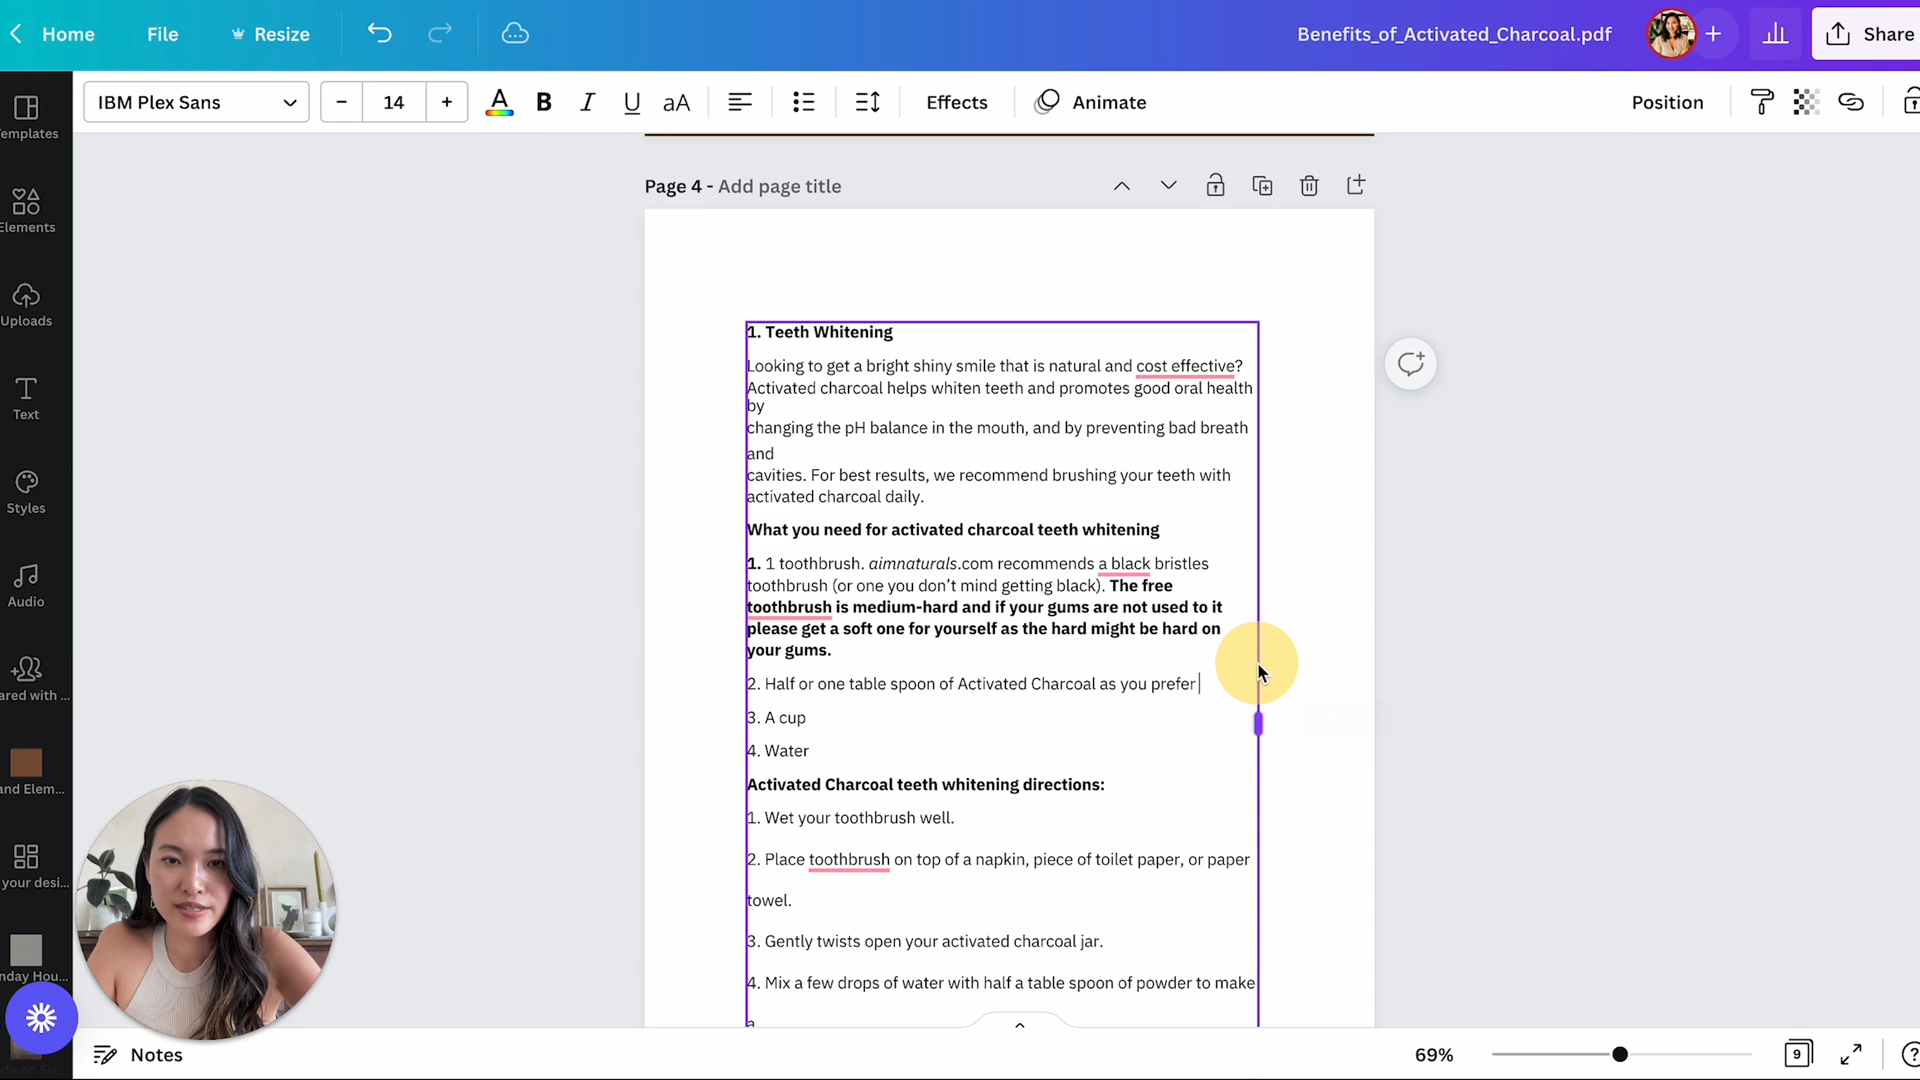 Home File Resize Benefits_of_Activated_Charcoal.pdf + Share
IBM Plex Sans − 14 + A B I U aA Effects Animate Position
Templates
Elements
Uploads
Text
Styles
Audio
ared with ...
and Elem...
your desi...
nday Hou...
Page 4 - Add page title
1. Teeth Whitening
Looking to get a bright shiny smile that is natural and cost effective?
Activated charcoal helps whiten teeth and promotes good oral health
by
changing the pH balance in the mouth, and by preventing bad breath
and
cavities. For best results, we recommend brushing your teeth with
activated charcoal daily.
What you need for activated charcoal teeth whitening
1. 1 toothbrush. aimnaturals.com recommends a black bristles
toothbrush (or one you don’t mind getting black). The free
toothbrush is medium-hard and if your gums are not used to it
please get a soft one for yourself as the hard might be hard on
your gums.
2. Half or one table spoon of Activated Charcoal as you prefer
3. A cup
4. Water
Activated Charcoal teeth whitening directions:
1. Wet your toothbrush well.
2. Place toothbrush on top of a napkin, piece of toilet paper, or paper
towel.
3. Gently twists open your activated charcoal jar.
4. Mix a few drops of water with half a table spoon of powder to make
a
Notes 69% 9 ?